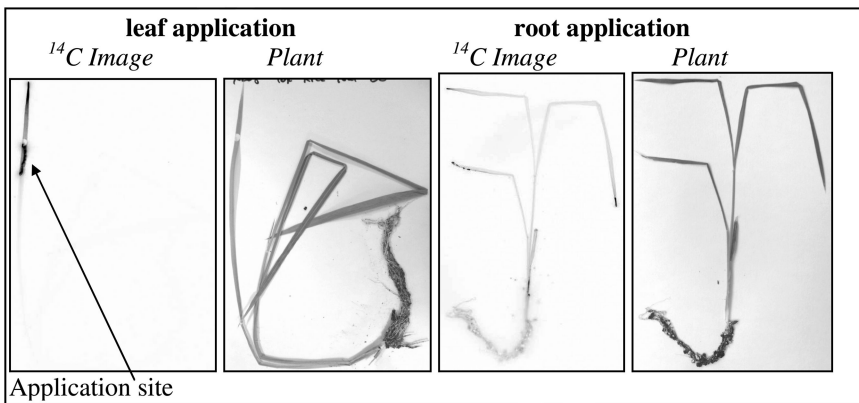 leaf application root application
¹⁴C Image Plant ¹⁴C Image Plant
Application site